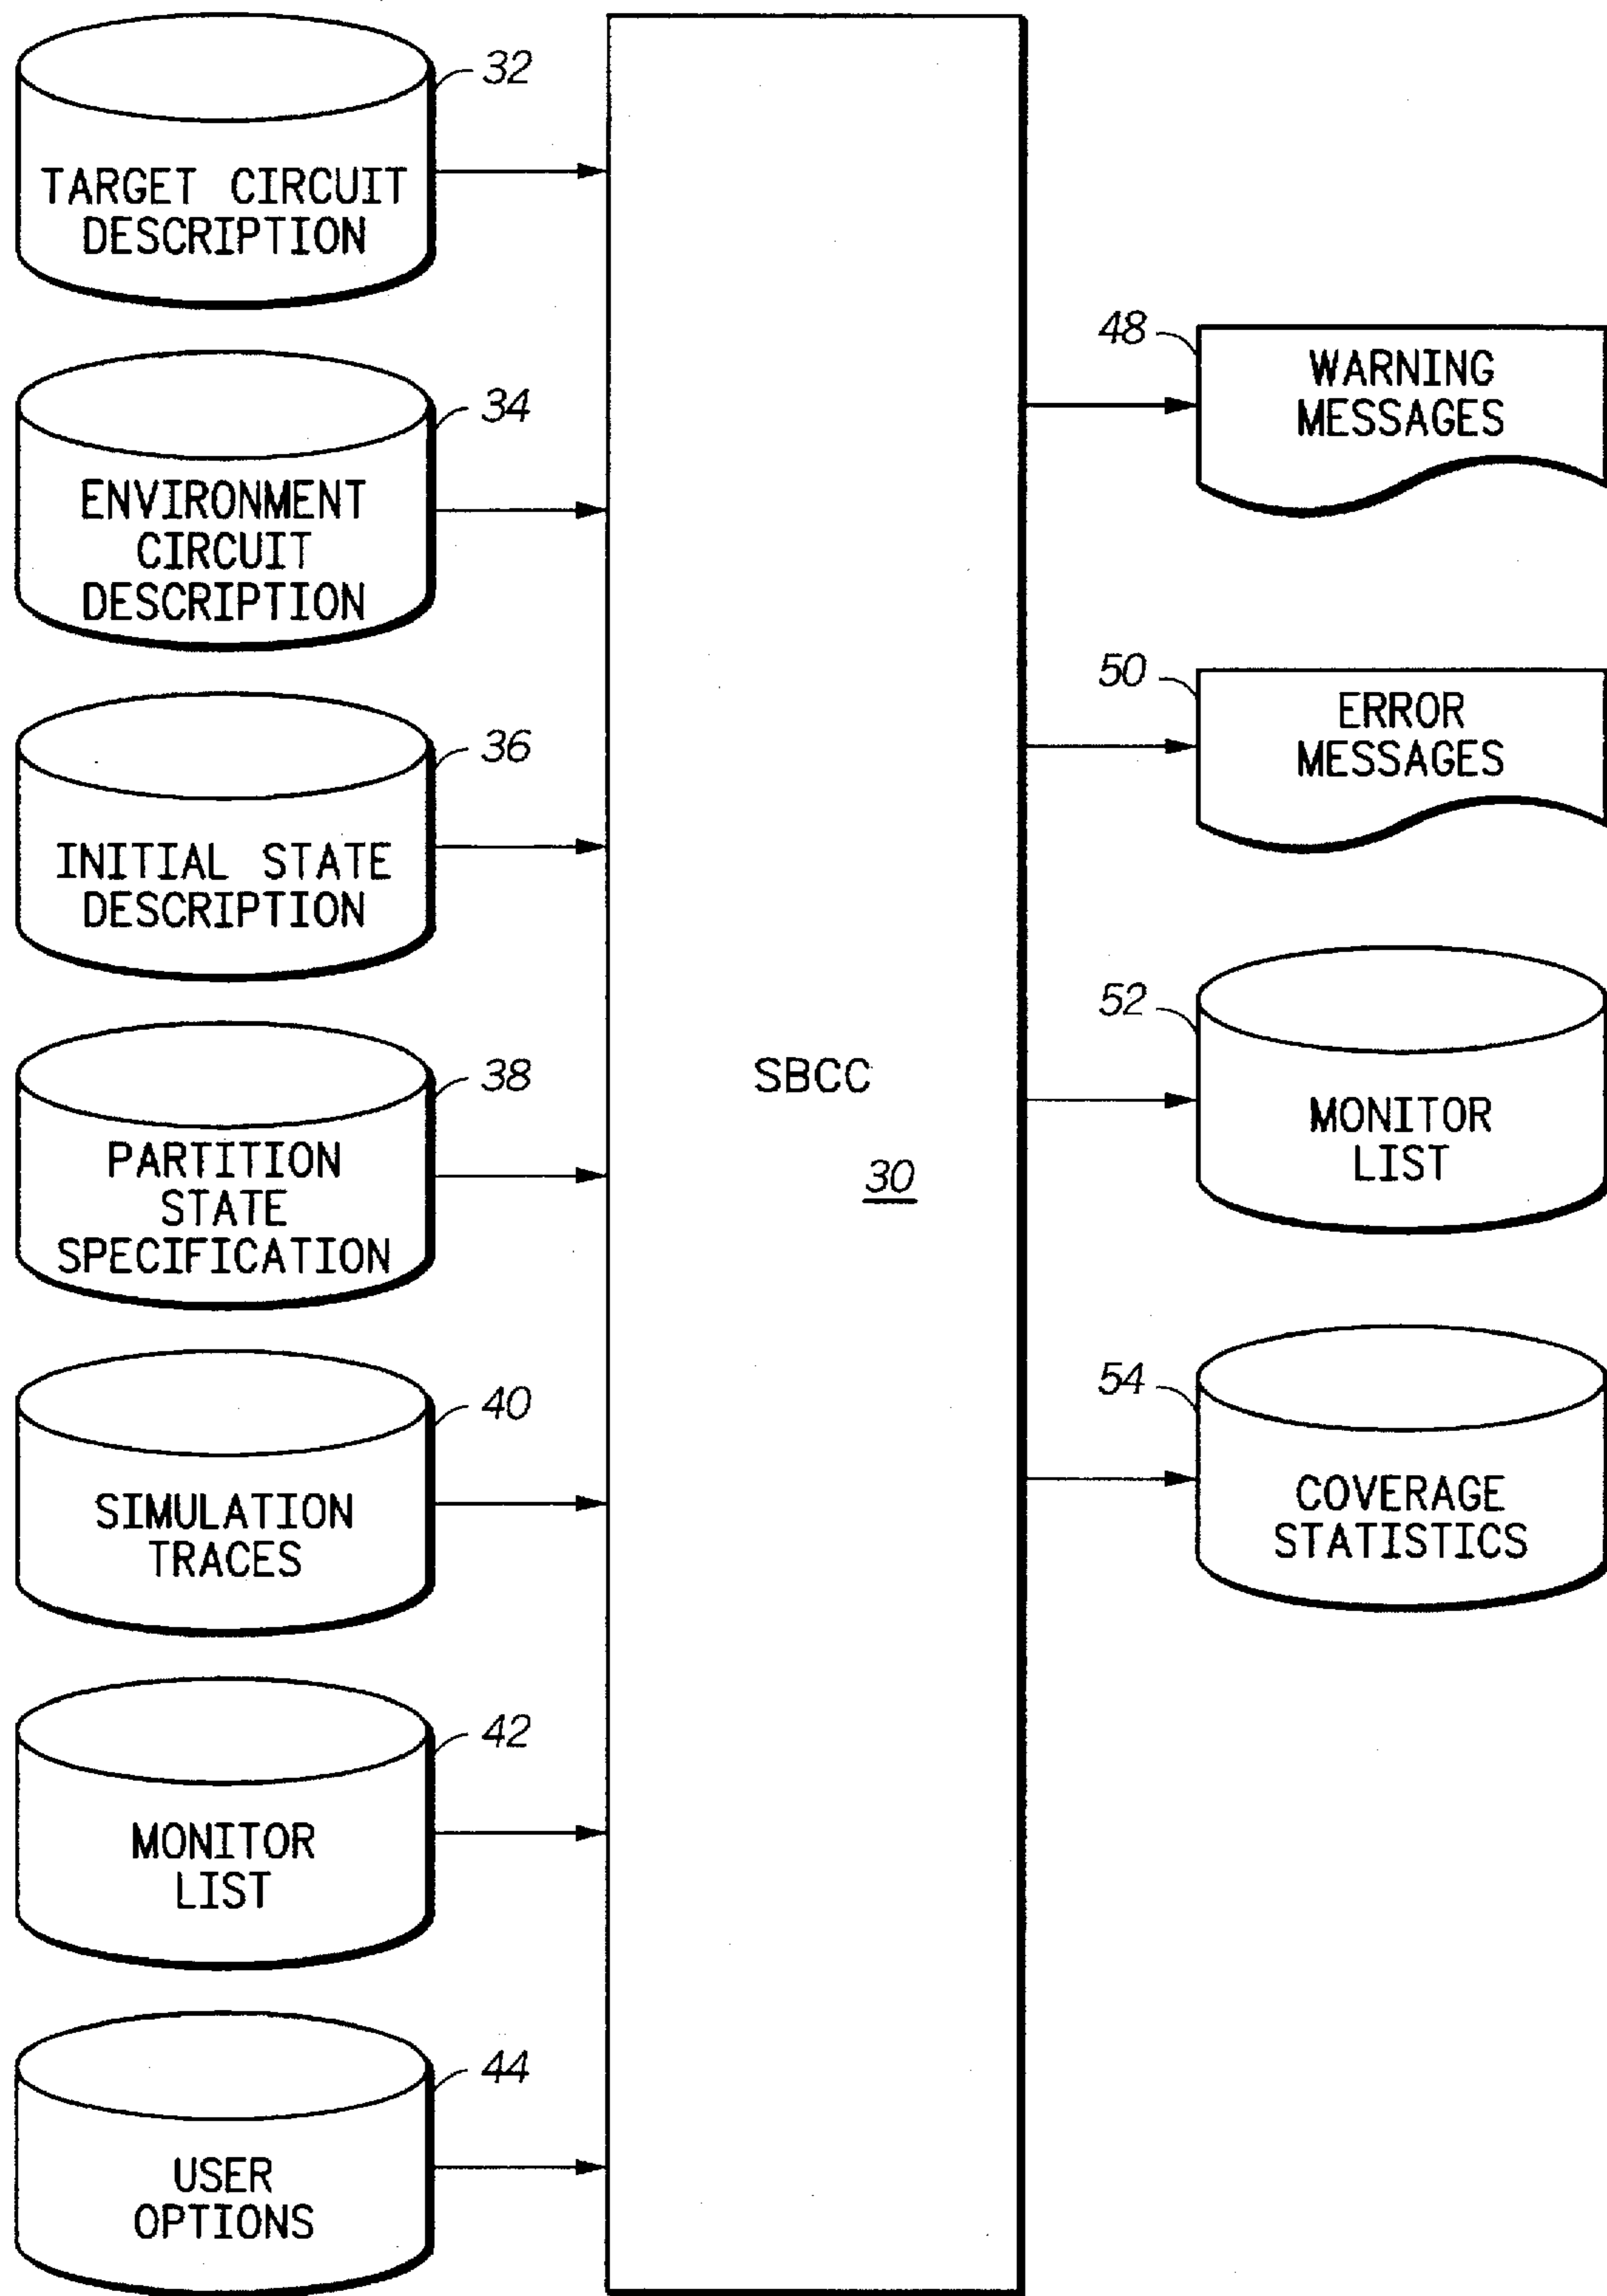 32
TARGET CIRCUIT
DESCRIPTION
34
ENVIRONMENT
CIRCUIT
DESCRIPTION
36
INITIAL STATE
DESCRIPTION
38
PARTITION
STATE
SPECIFICATION
40
SIMULATION
TRACES
42
MONITOR
LIST
44
USER
OPTIONS
SBCC
30
48
WARNING
MESSAGES
50
ERROR
MESSAGES
52
MONITOR
LIST
54
COVERAGE
STATISTICS